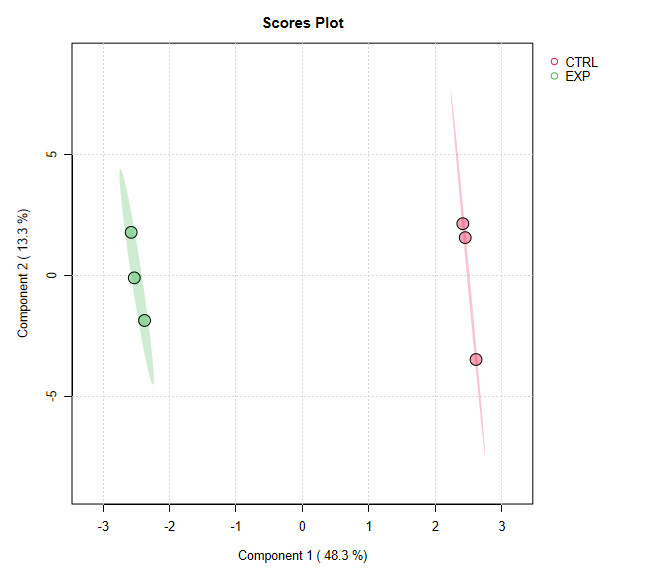 Scores Plot
CTRL
EXP
5
0
-5
Component 2 ( 13.3 %)
-3 -2 -1 0 1 2 3
Component 1 ( 48.3 %)